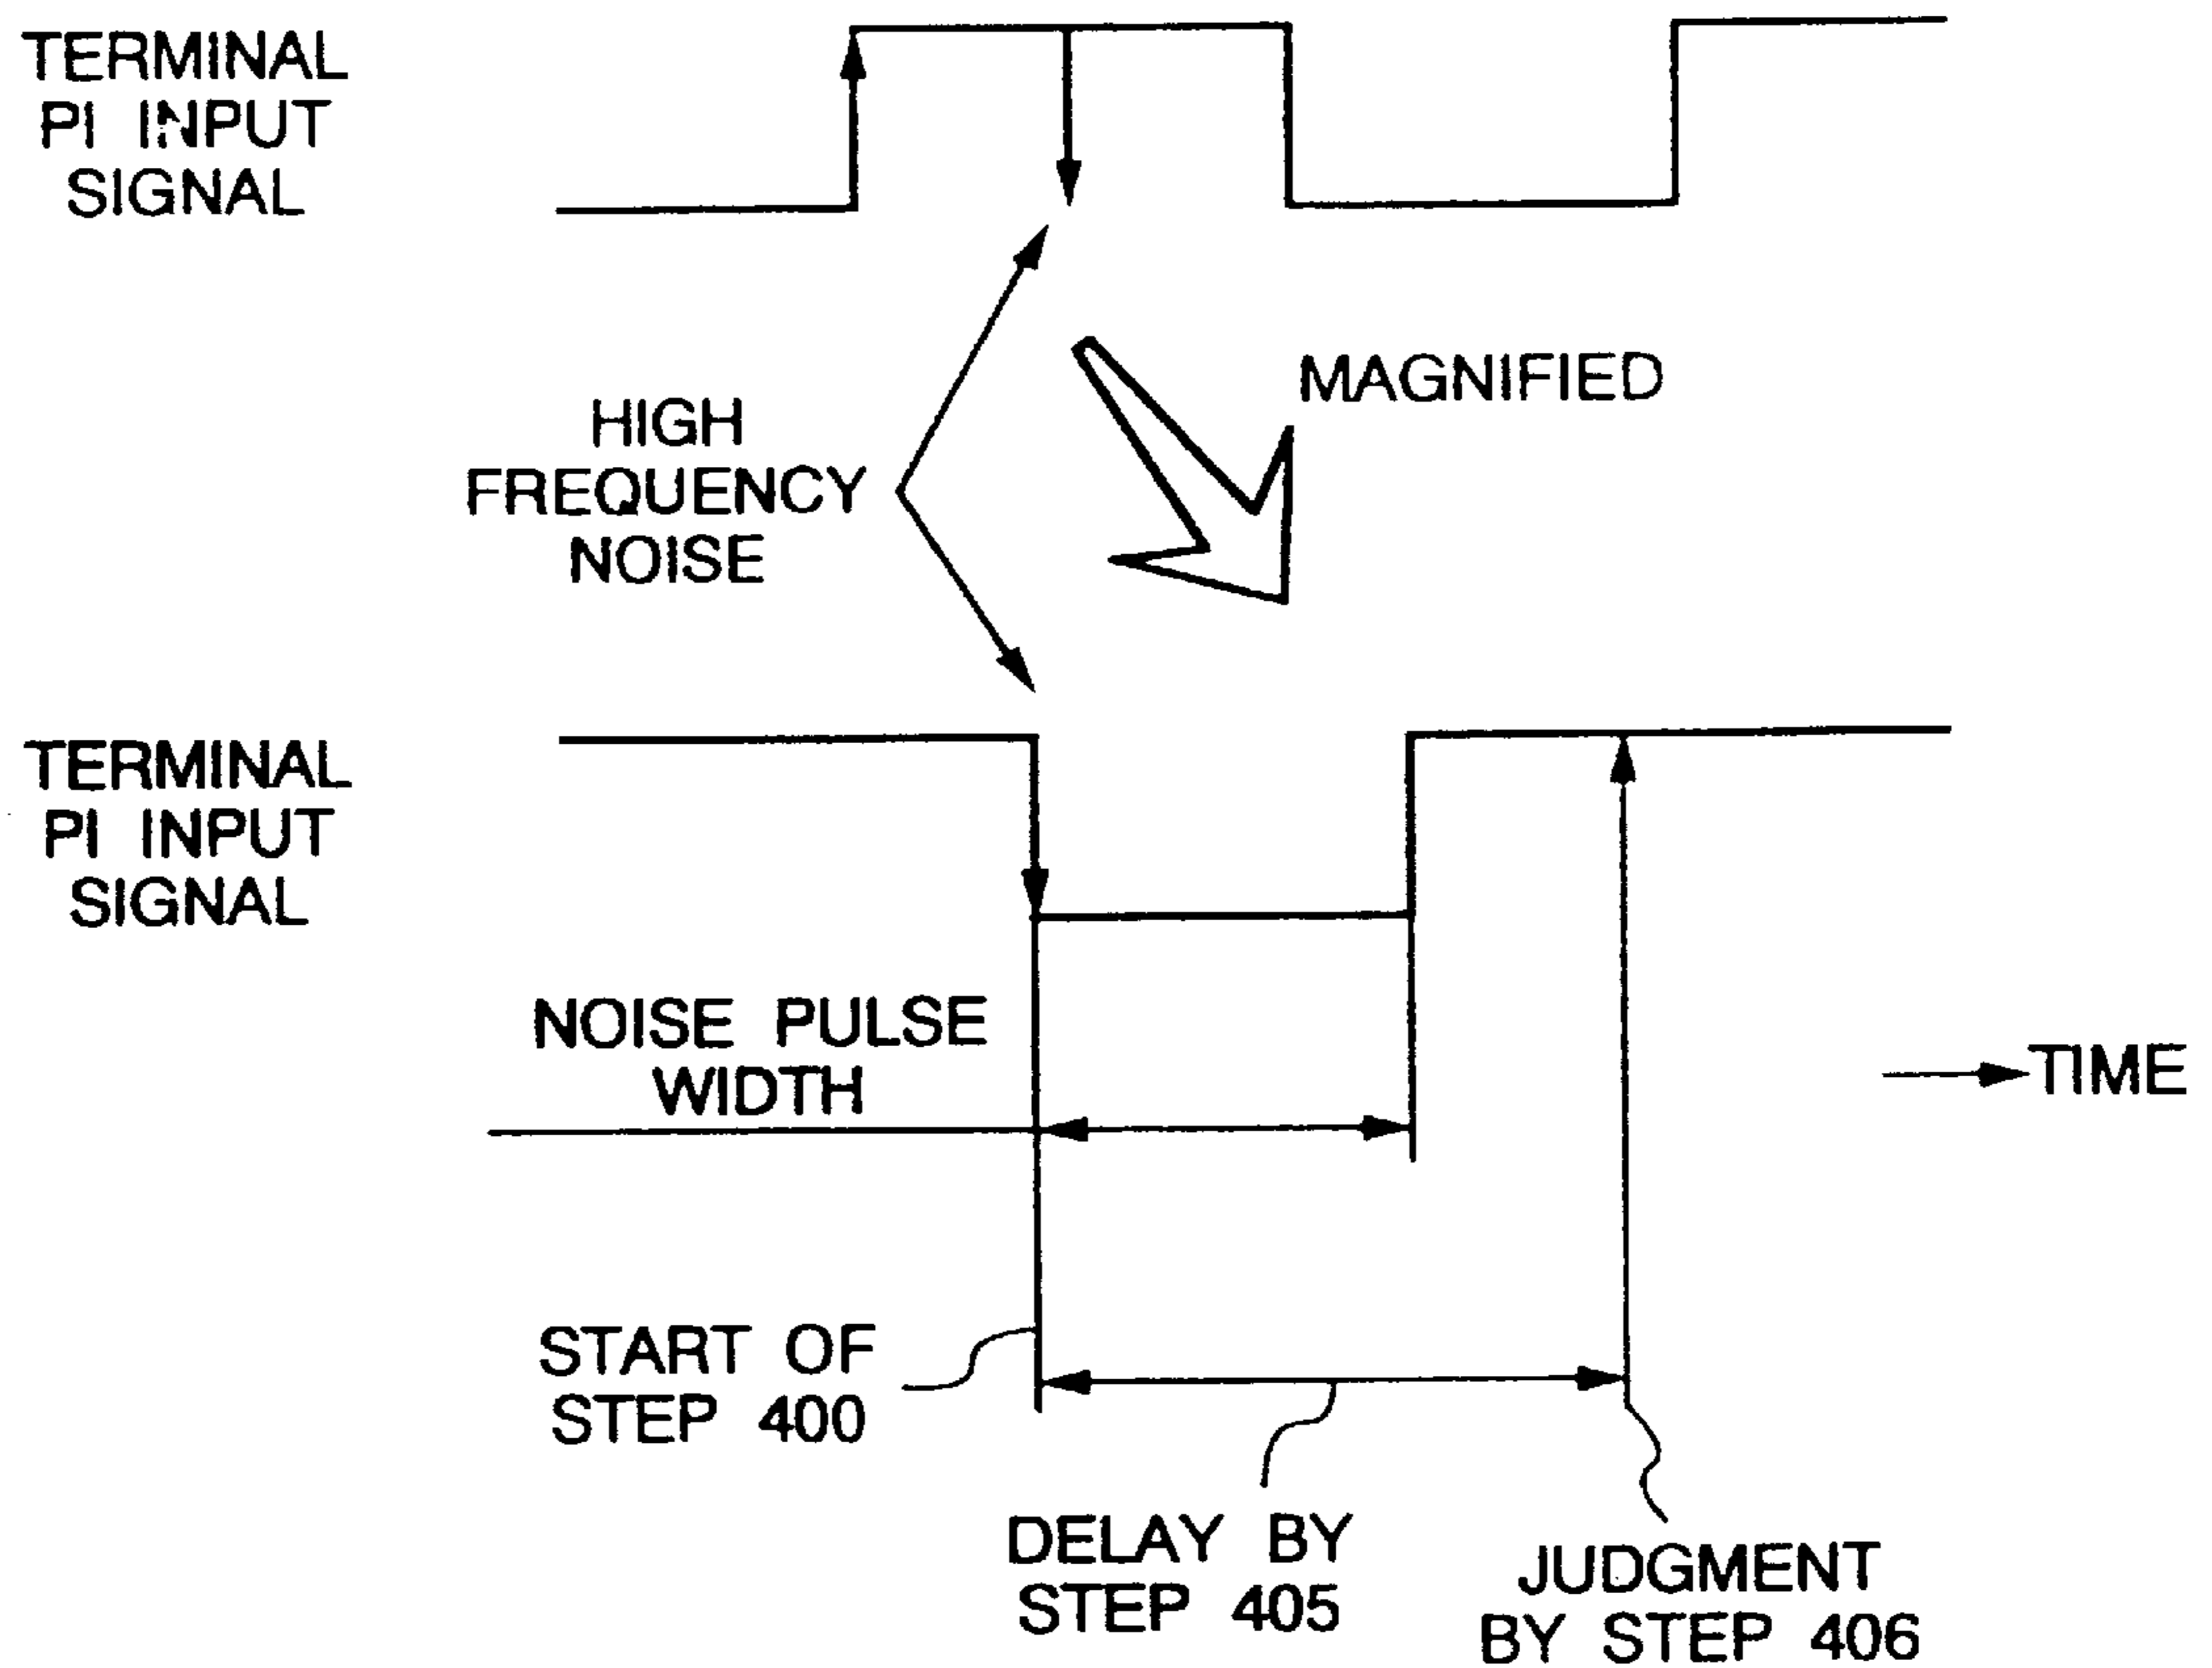 TERMINAL
PI INPUT
SIGNAL
MAGNIFIED
HIGH
FREQUENCY
NOISE
TERMINAL
PI INPUT
SIGNAL
NOISE PULSE
WIDTH
TIME
START OF
STEP 400
DELAY BY
STEP 405
JUDGMENT
BY STEP 406